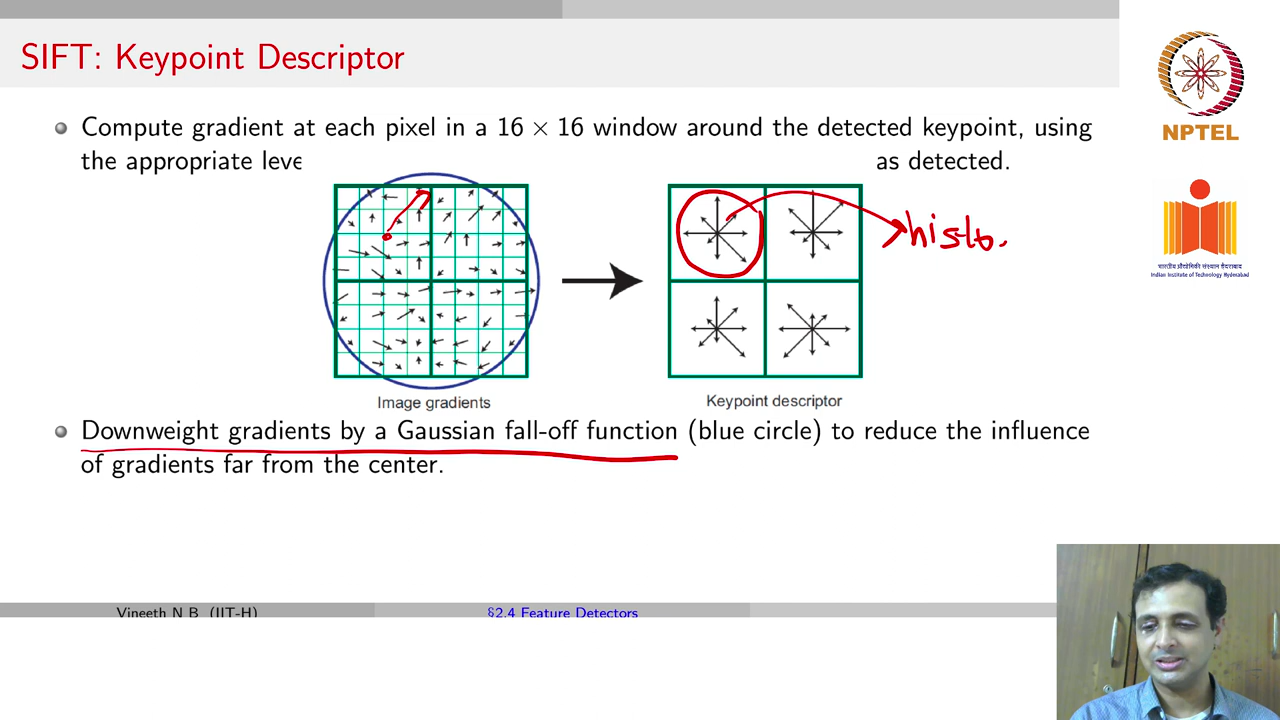 SIFT: Keypoint Descriptor
NPTEL
Compute gradient at each pixel in a 16 × 16 window around the detected keypoint, using
the appropriate leve as detected.
histo.
भारतीय प्रौद्योगिकी संस्थान हैदराबाद
Indian Institute of Technology Hyderabad
Image gradients
Keypoint descriptor
Downweight gradients by a Gaussian fall-off function (blue circle) to reduce the influence
of gradients far from the center.
Vineeth N B (IIT-H)
§2.4 Feature Detectors